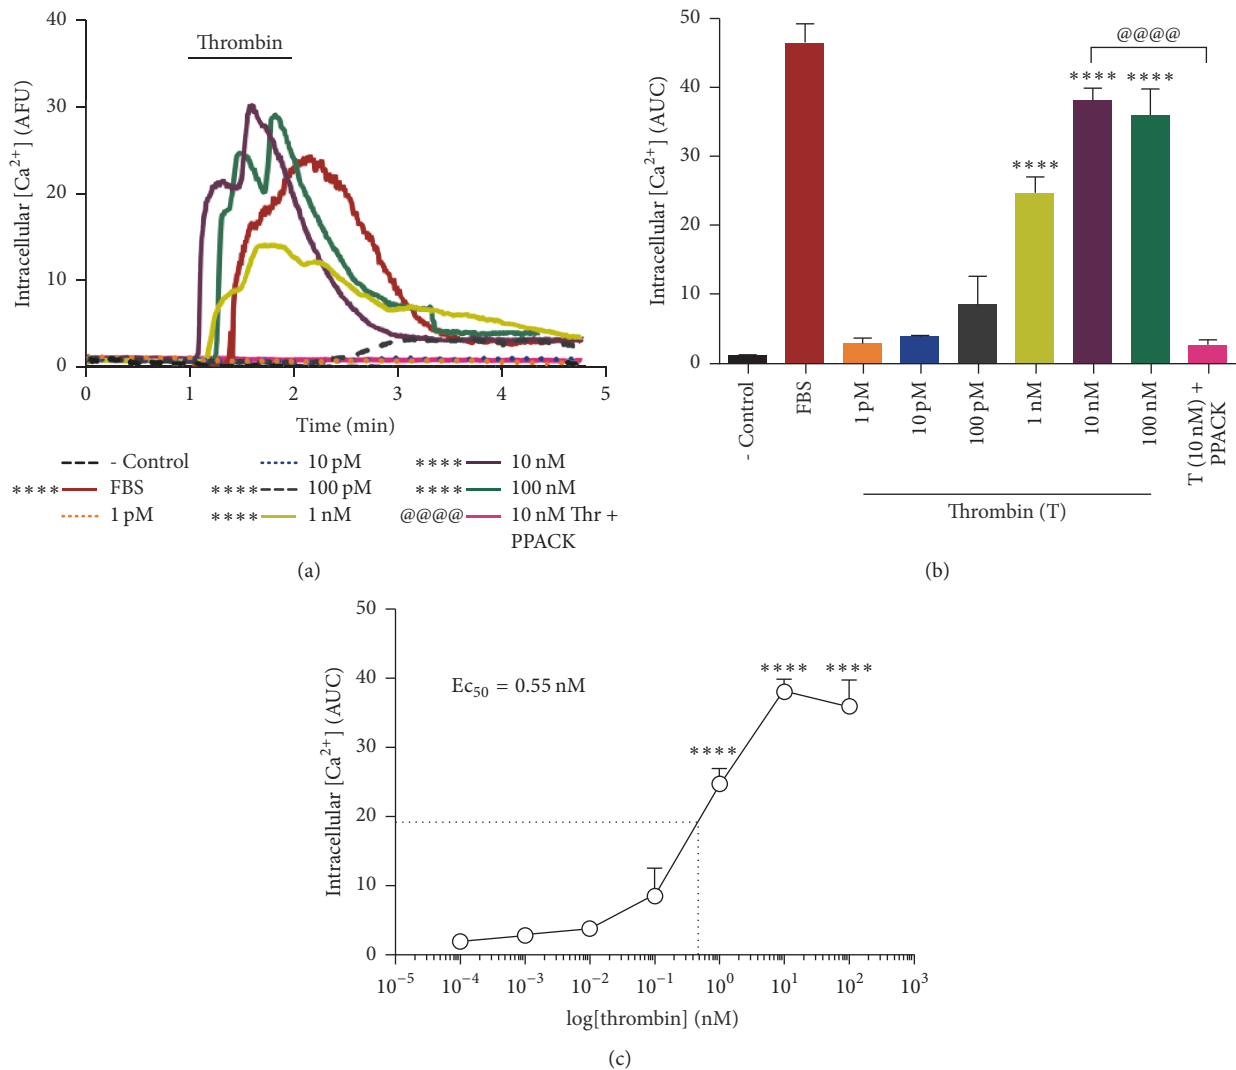 Thrombin
Intracellular [Ca²⁺] (AFU)
40
30
20
10
0
0 1 2 3 4 5
Time (min)
- Control
**** FBS
1 pM
10 pM
**** 100 pM
**** 1 nM
**** 10 nM
**** 100 nM
@@@@ 10 nM Thr +
PPACK
(a)
Intracellular [Ca²⁺] (AUC)
50
40
30
20
10
0
@@@@
**** **** ****
- Control
FBS
1 pM
10 pM
100 pM
1 nM
10 nM
100 nM
T (10 nM) +
PPACK
Thrombin (T)
(b)
Intracellular [Ca²⁺] (AUC)
50
40
30
20
10
0
Ec₅₀ = 0.55 nM
**** **** ****
10⁻⁵ 10⁻⁴ 10⁻³ 10⁻² 10⁻¹ 10⁰ 10¹ 10² 10³
log[thrombin] (nM)
(c)